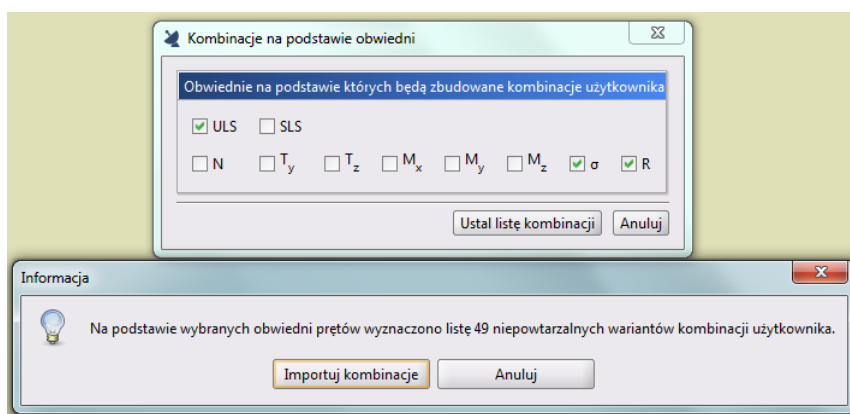 Kombinacje na podstawie obwiedni
Obwiednie na podstawie których będą zbudowane kombinacje użytkownika
ULS SLS
N Ty Tz Mx My Mz σ R
Ustal listę kombinacji Anuluj
Informacja
Na podstawie wybranych obwiedni prętów wyznaczono listę 49 niepowtarzalnych wariantów kombinacji użytkownika.
Importuj kombinacje Anuluj